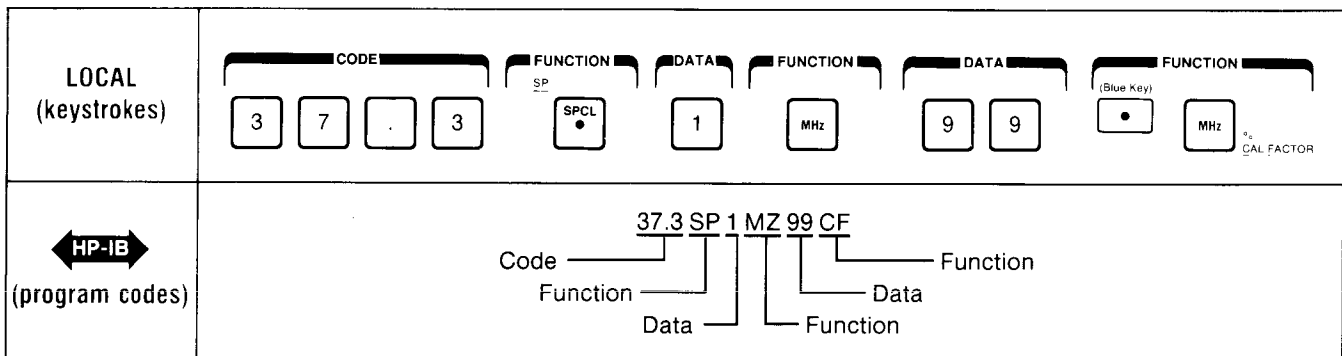 LOCAL
(keystrokes)
CODE FUNCTION DATA FUNCTION DATA FUNCTION
SP (Blue Key)
3 7 . 3 SPCL 1 MHz 9 9 MHz %
CAL FACTOR
HP-IB
(program codes)
37.3 SP 1 MZ 99 CF
Code Function
Function Data
Data Function